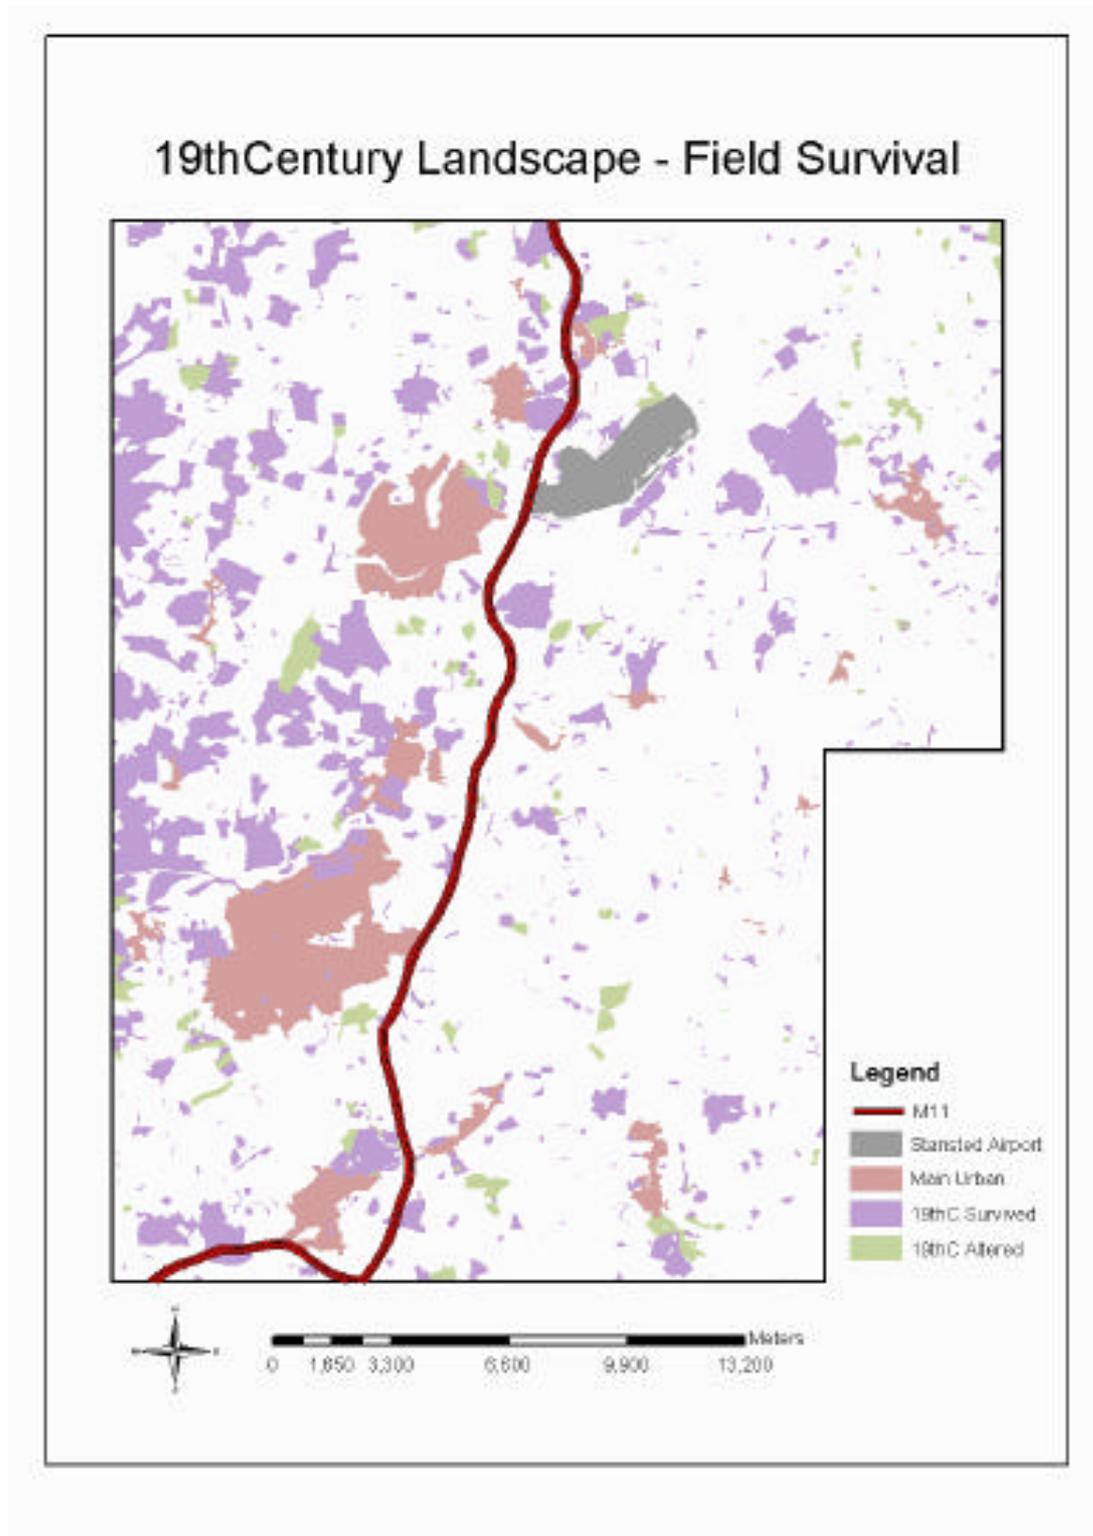 19thCentury Landscape - Field Survival
Legend
M11
Stansted Airport
Main Urban
19thC Survived
19thC Altered
Meters
0 1,650 3,300 6,600 9,900 13,200